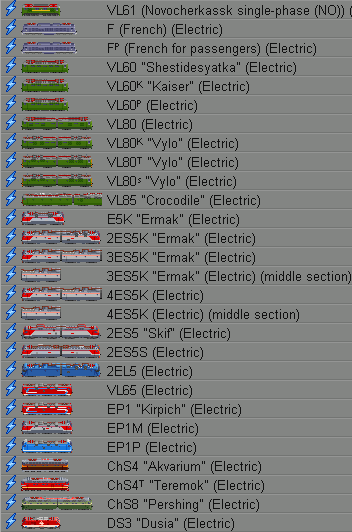 VL61 (Novocherkassk single-phase (NO)) (
F (French) (Electric)
Fᵖ (French for passengers) (Electric)
VL60 "Shestidesyatka" (Electric)
VL60ᴷ "Kaiser" (Electric)
VL60ᵖ (Electric)
VL80 (Electric)
VL80ᴷ "Vylo" (Electric)
VL80ᵀ "Vylo" (Electric)
VL80ˢ "Vylo" (Electric)
VL85 "Crocodile" (Electric)
E5K "Ermak" (Electric)
2ES5K "Ermak" (Electric)
3ES5K "Ermak" (Electric)
3ES5K "Ermak" (Electric) (middle section)
4ES5K (Electric)
4ES5K (Electric) (middle section)
2ES5 "Skif" (Electric)
2ES5S (Electric)
2EL5 (Electric)
VL65 (Electric)
EP1 "Kirpich" (Electric)
EP1M (Electric)
EP1P (Electric)
ChS4 "Akvarium" (Electric)
ChS4ᵀ "Teremok" (Electric)
ChS8 "Pershing" (Electric)
DS3 "Dusia" (Electric)